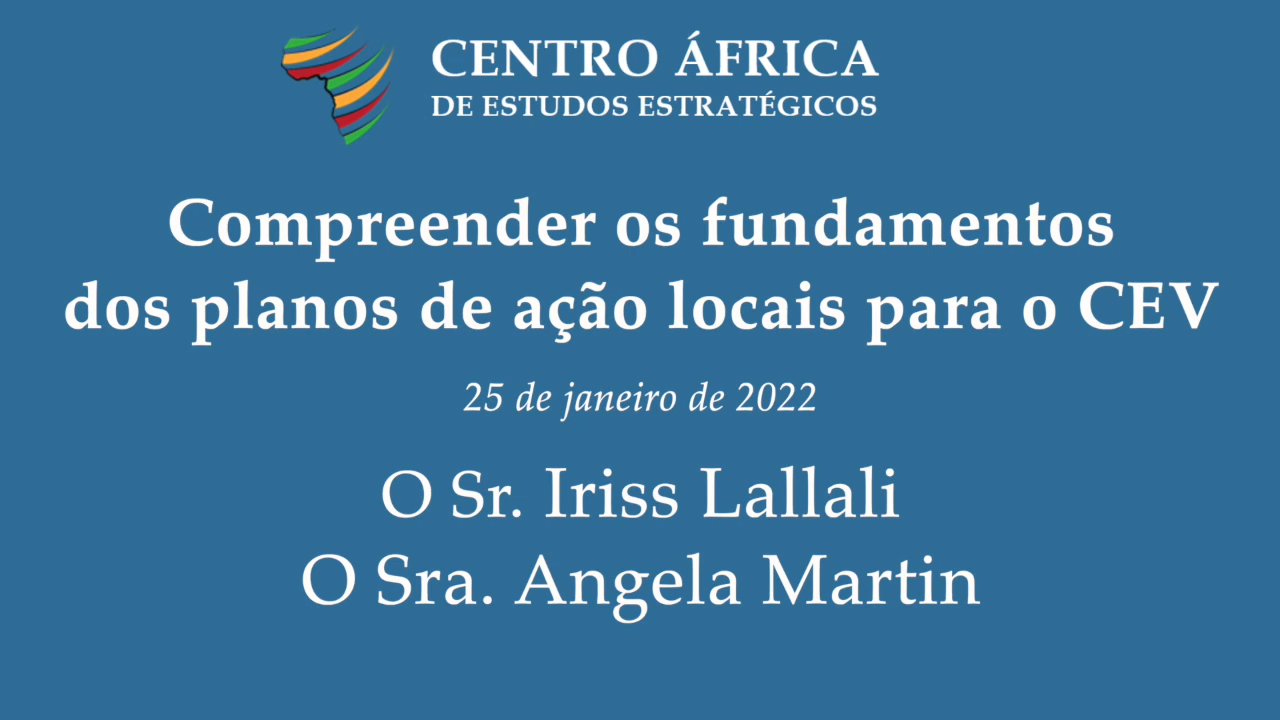 CENTRO ÁFRICA
DE ESTUDOS ESTRATÉGICOS
Compreender os fundamentos
dos planos de ação locais para o CEV
25 de janeiro de 2022
O Sr. Iriss Lallali
O Sra. Angela Martin